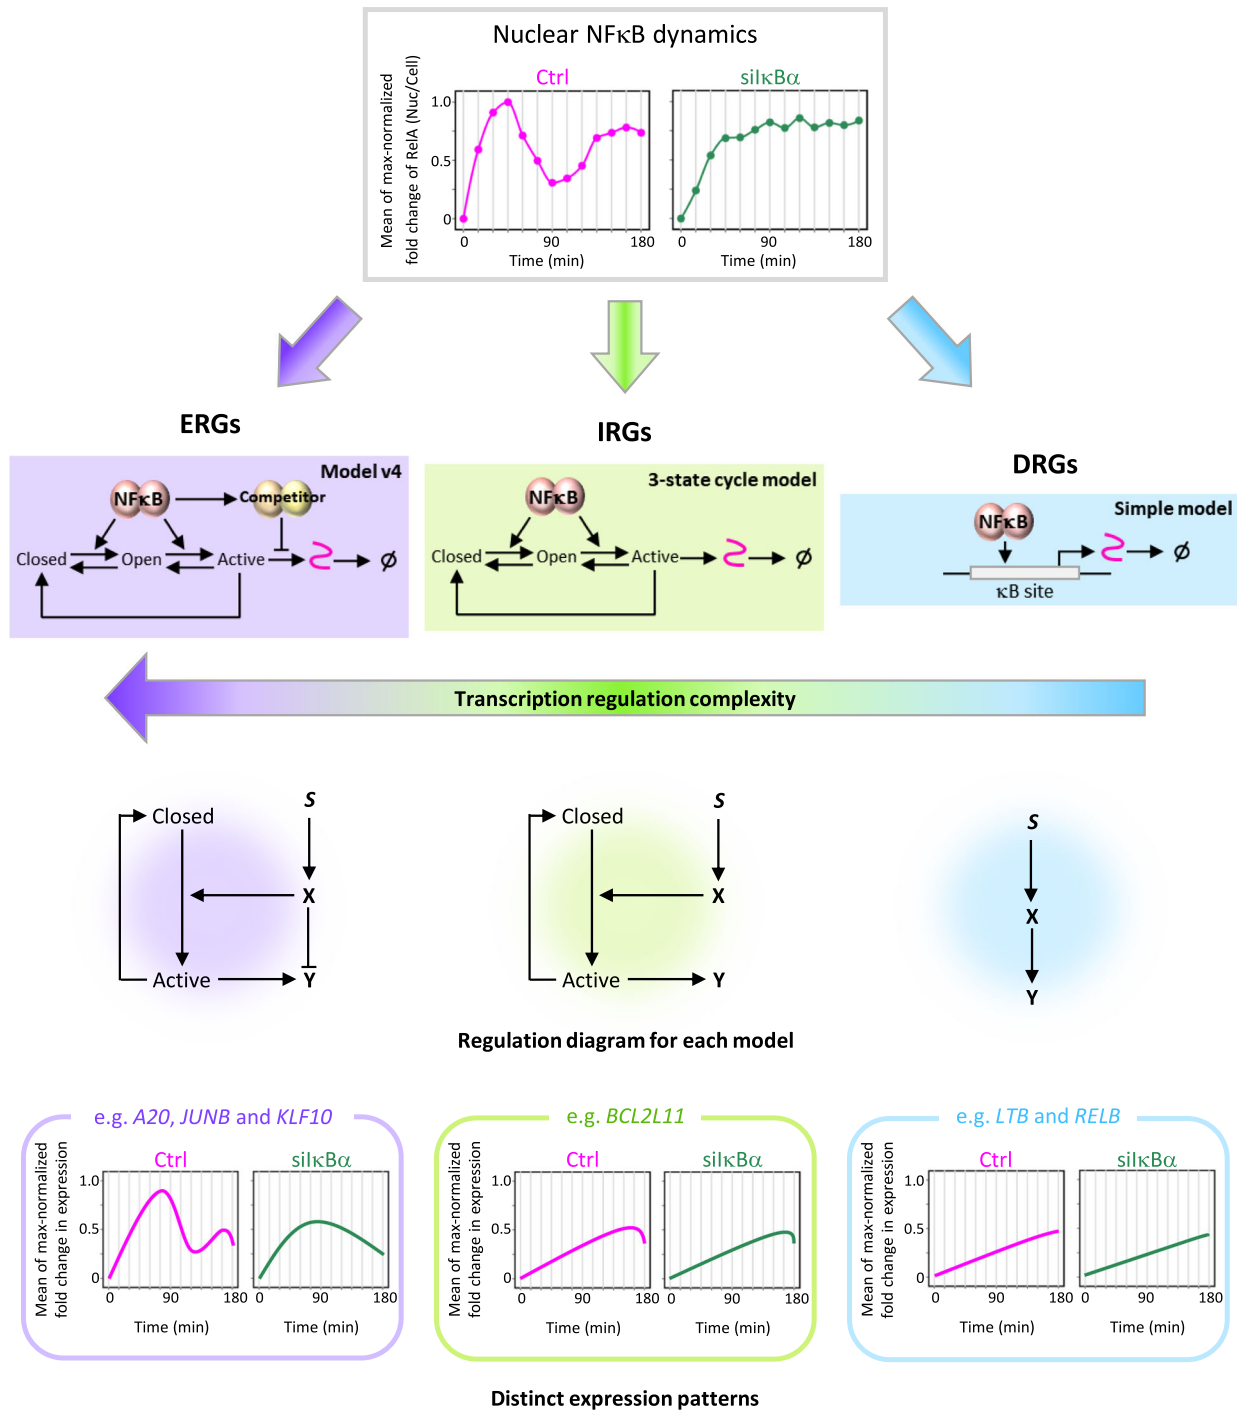 Nuclear NFκB dynamics
Ctrl
siIκBα
Mean of max-normalized
fold change of RelA (Nuc/Cell)
1.0
0.5
0
0
90
180
0
90
180
Time (min)
Time (min)
ERGs
IRGs
DRGs
Model v4
NFκB
Competitor
Closed
Open
Active
Ø
3-state cycle model
NFκB
Closed
Open
Active
Ø
Simple model
NFκB
Ø
κB site
Transcription regulation complexity
S
Closed
X
Active
Y
S
Closed
X
Active
Y
S
X
Y
Regulation diagram for each model
e.g. A20, JUNB and KLF10
Ctrl
siIκBα
Mean of max-normalized
fold change in expression
1.0
0.5
0
0
90
180
0
90
180
Time (min)
Time (min)
e.g. BCL2L11
Ctrl
siIκBα
Mean of max-normalized
fold change in expression
1.0
0.5
0
0
90
180
0
90
180
Time (min)
Time (min)
e.g. LTB and RELB
Ctrl
siIκBα
Mean of max-normalized
fold change in expression
1.0
0.5
0
0
90
180
0
90
180
Time (min)
Time (min)
Distinct expression patterns